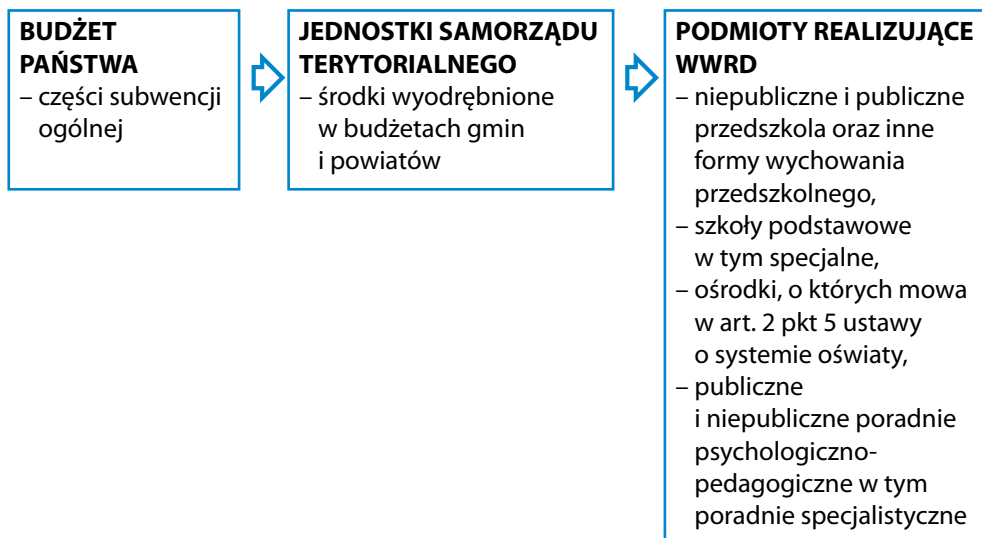 BUDŻET
PAŃSTWA
– części subwencji
ogólnej
JEDNOSTKI SAMORZĄDU
TERYTORIALNEGO
– środki wyodrębnione
w budżetach gmin
i powiatów
PODMIOTY REALIZUJĄCE
WWRD
– niepubliczne i publiczne
przedszkola oraz inne
formy wychowania
przedszkolnego,
– szkoły podstawowe
w tym specjalne,
– ośrodki, o których mowa
w art. 2 pkt 5 ustawy
o systemie oświaty,
– publiczne
i niepubliczne poradnie
psychologiczno-
pedagogiczne w tym
poradnie specjalistyczne